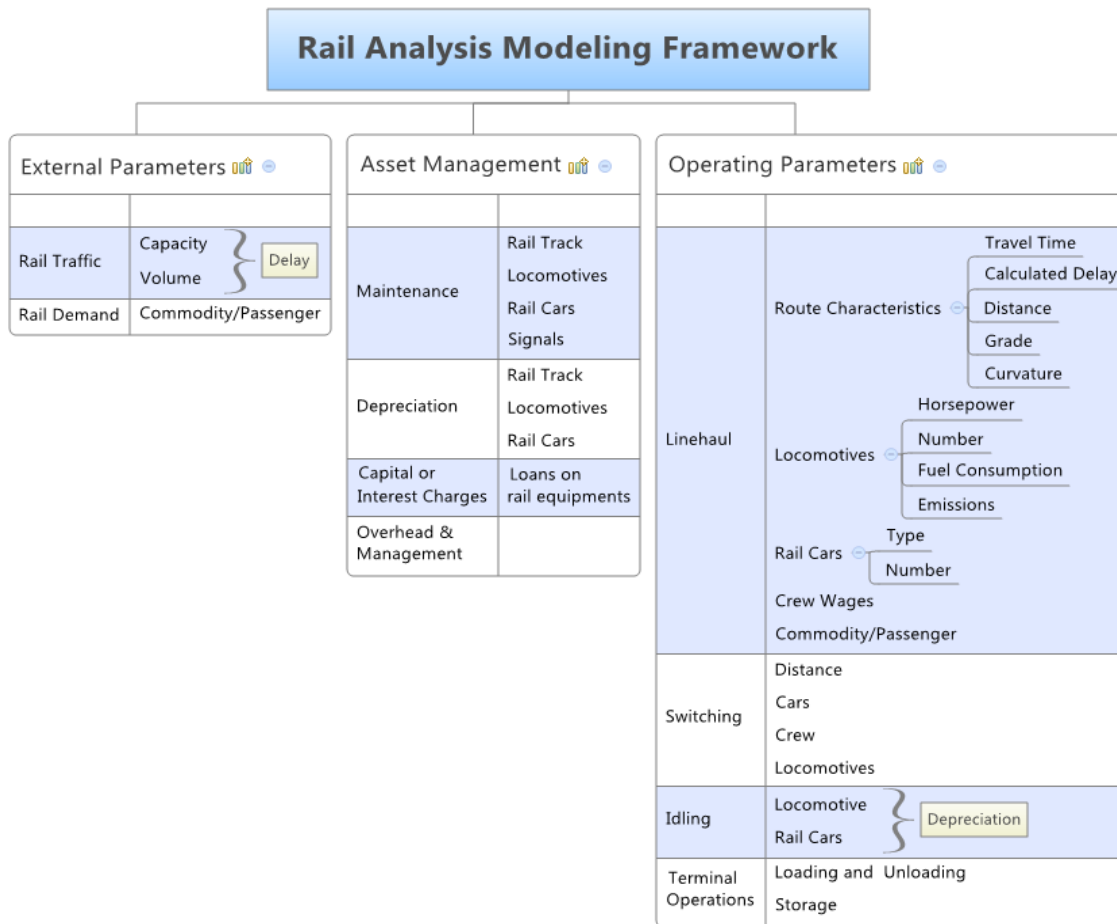 Rail Analysis Modeling Framework
External Parameters
Rail Traffic
Capacity
Volume
Delay
Rail Demand
Commodity/Passenger
Asset Management
Maintenance
Rail Track
Locomotives
Rail Cars
Signals
Depreciation
Rail Track
Locomotives
Rail Cars
Capital or
Interest Charges
Loans on
rail equipments
Overhead &
Management
Operating Parameters
Linehaul
Route Characteristics
Travel Time
Calculated Delay
Distance
Grade
Curvature
Locomotives
Horsepower
Number
Fuel Consumption
Emissions
Rail Cars
Type
Number
Crew Wages
Commodity/Passenger
Switching
Distance
Cars
Crew
Locomotives
Idling
Locomotive
Rail Cars
Depreciation
Terminal
Operations
Loading and Unloading
Storage